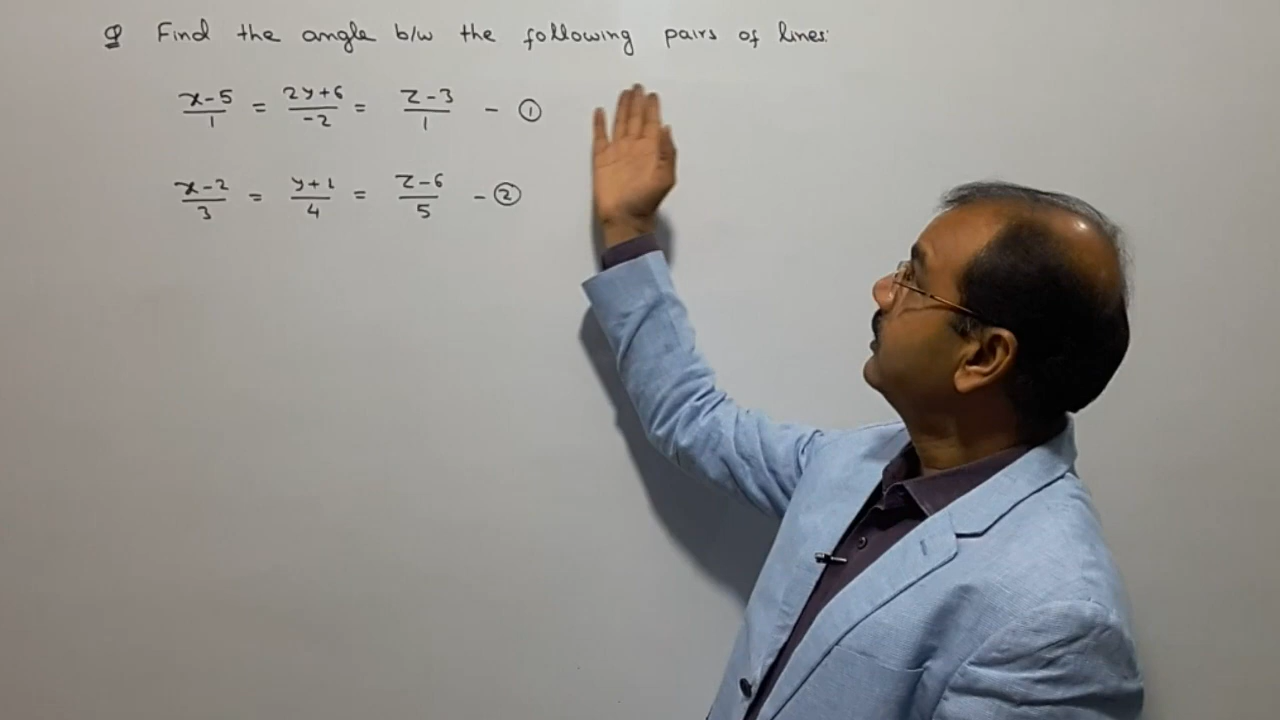 Q Find the angle b/w the following pairs of lines:
x-5/1 = 2y+6/-2 = z-3/1 - ①
x-2/3 = y+1/4 = z-6/5 - ②